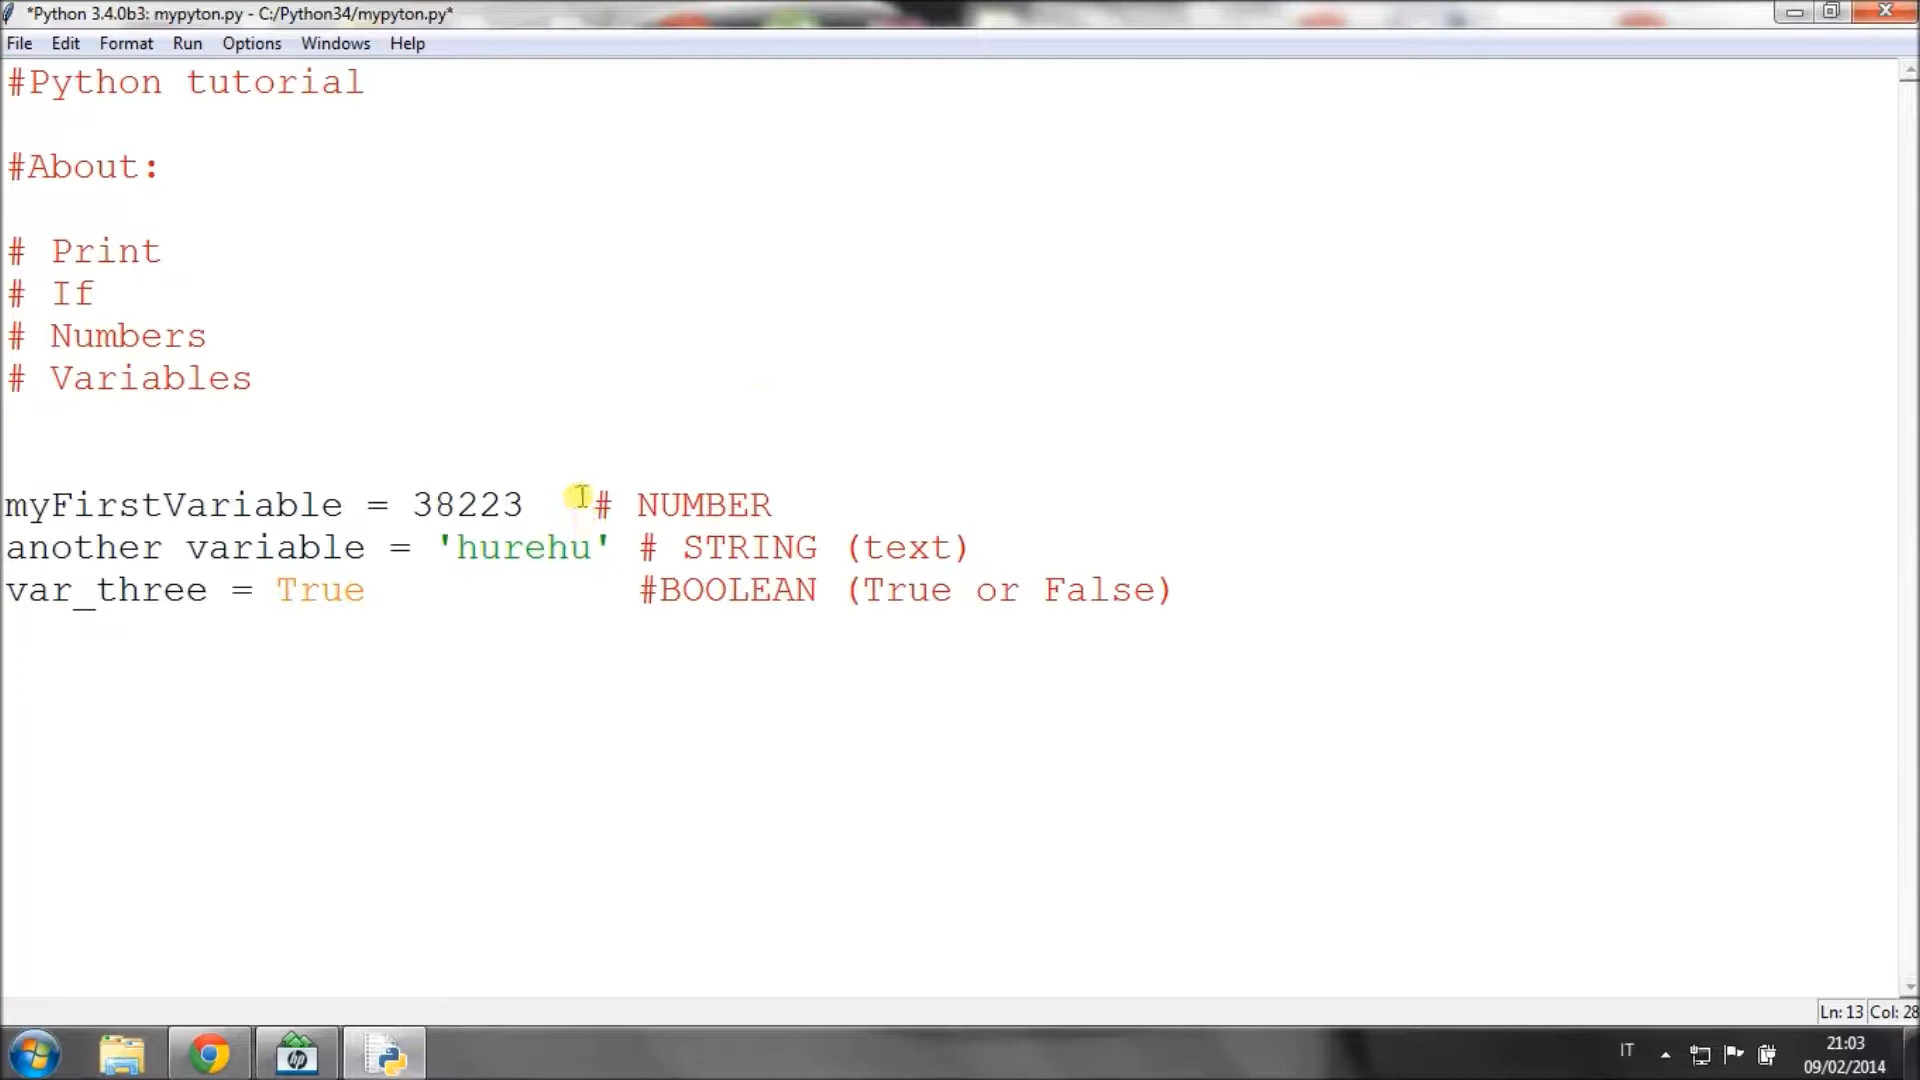 *Python 3.4.0b3: mypyton.py - C:/Python34/mypyton.py*
File Edit Format Run Options Windows Help
#Python tutorial
#About:
# Print
# If
# Numbers
# Variables
myFirstVariable = 38223 # NUMBER
another variable = 'hurehu' # STRING (text)
var_three = True #BOOLEAN (True or False)
Ln: 13 Col: 28
hp
IT
21:03
09/02/2014